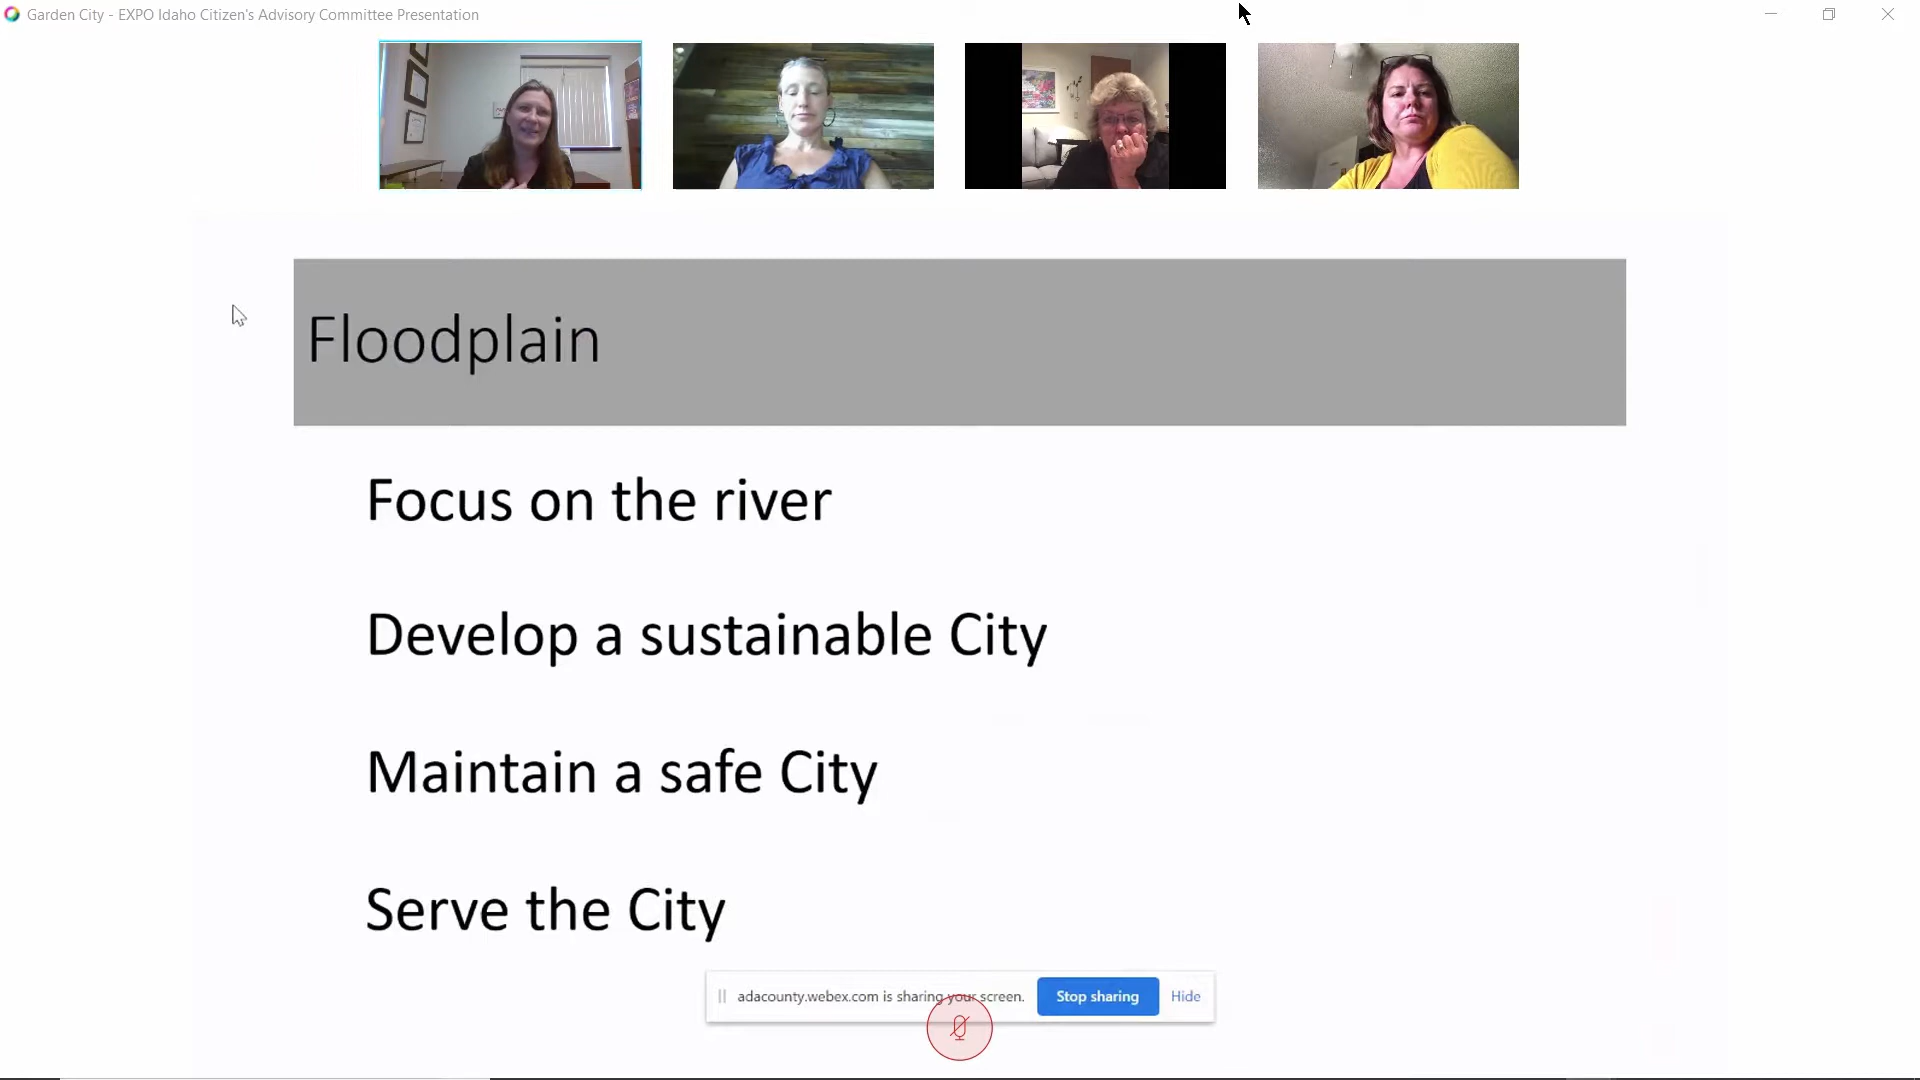 Garden City - EXPO Idaho Citizen's Advisory Committee Presentation
Floodplain
Focus on the river
Develop a sustainable City
Maintain a safe City
Serve the City
adacounty.webex.com is sharing your screen.
Stop sharing
Hide